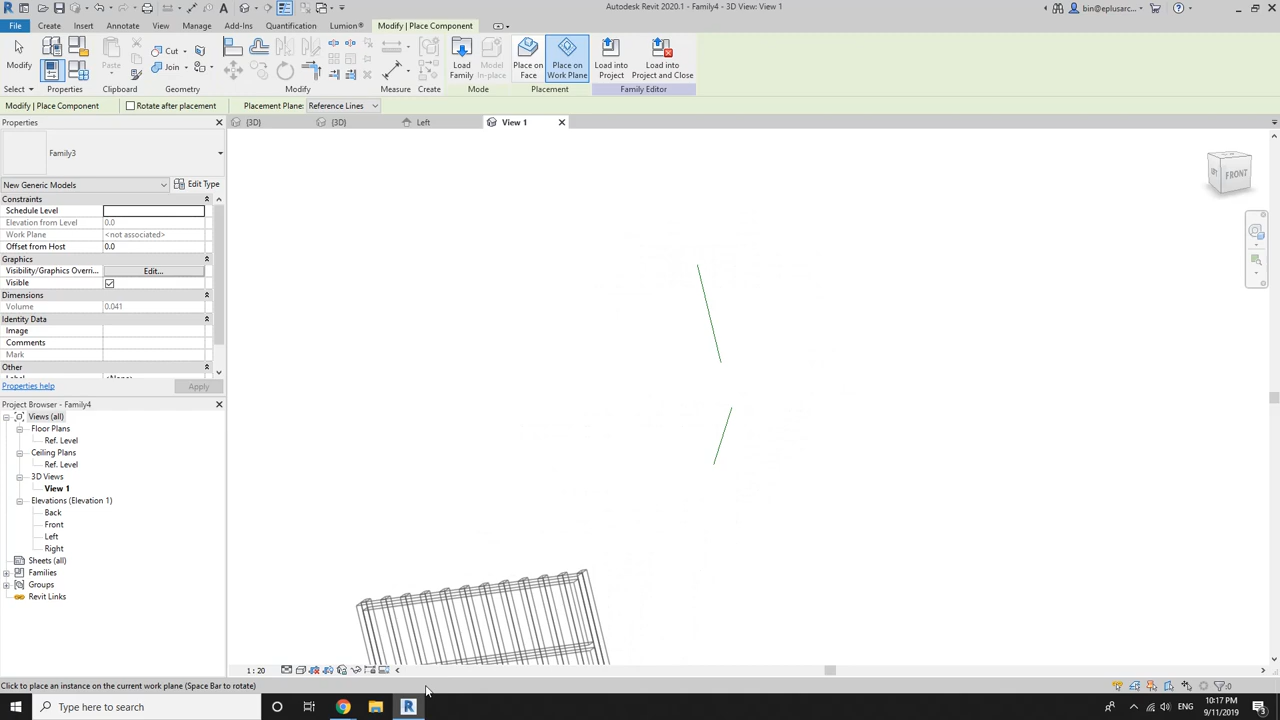 Autodesk Revit 2020.1 - Family4 - 3D View: View 1
bin@eplusarc...
File Create Insert Annotate View Manage Add-Ins Quantification Lumion® Modify | Place Component
Modify
Cut
Join
Load Family
Model In-place
Place on Face
Place on Work Plane
Load into Project
Load into Project and Close
Select Properties Clipboard Geometry Modify Measure Create Mode Placement Family Editor
Modify | Place Component Rotate after placement Placement Plane: Reference Lines
Properties
{3D} {3D} Left View 1
Family3
New Generic Models Edit Type
Constraints
Schedule Level
Elevation from Level 0.0
Work Plane <not associated>
Offset from Host 0.0
Graphics
Visibility/Graphics Overri... Edit...
Visible
Dimensions
Volume 0.041
Identity Data
Image
Comments
Mark
Other
Properties help Apply
Project Browser - Family4
Views (all)
Floor Plans
Ref. Level
Ceiling Plans
Ref. Level
3D Views
View 1
Elevations (Elevation 1)
Back
Front
Left
Right
Sheets (all)
Families
Groups
Revit Links
LEFT FRONT
1 : 20
Click to place an instance on the current work plane (Space Bar to rotate)
:0
Type here to search
ENG
10:17 PM
9/11/2019
3